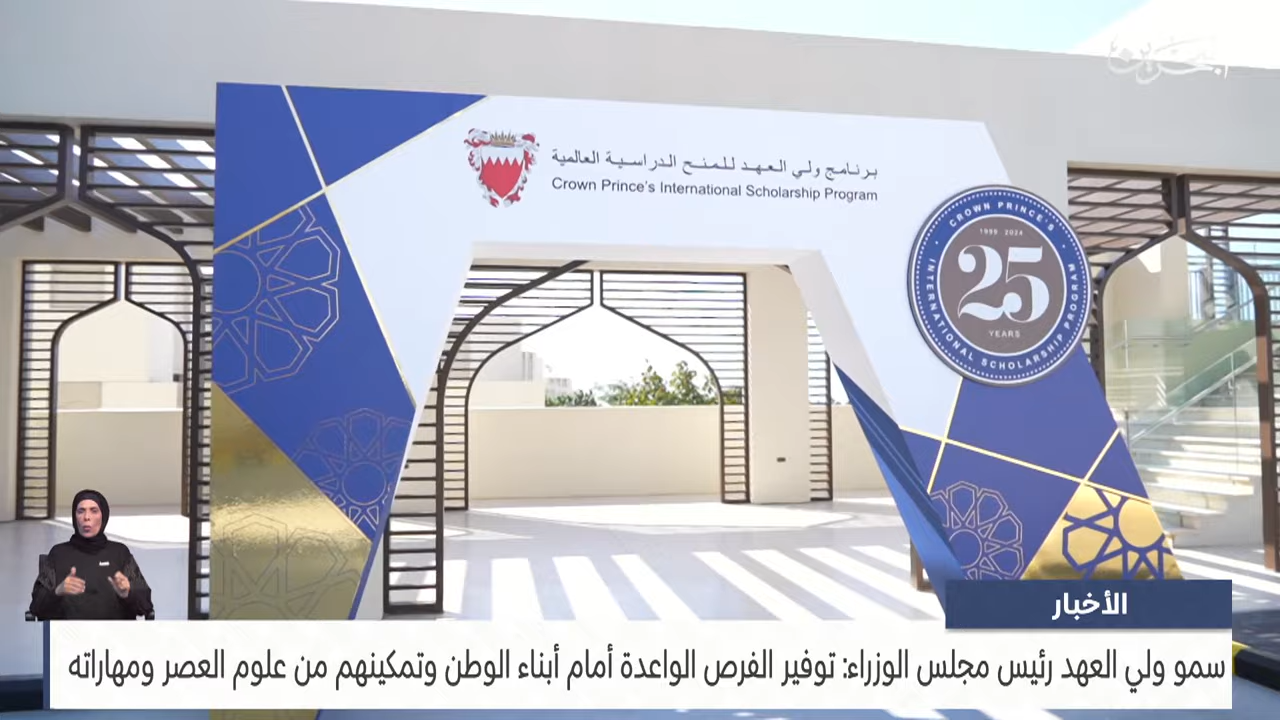 البحرين
برنامج ولي العهد للمنح الدراسية العالمية
Crown Prince's International Scholarship Program
CROWN PRINCE'S
1999 2024
25
YEARS
INTERNATIONAL SCHOLARSHIP PROGRAM
الأخبار
سمو ولي العهد رئيس مجلس الوزراء: توفير الفرص الواعدة أمام أبناء الوطن وتمكينهم من علوم العصر ومهاراته